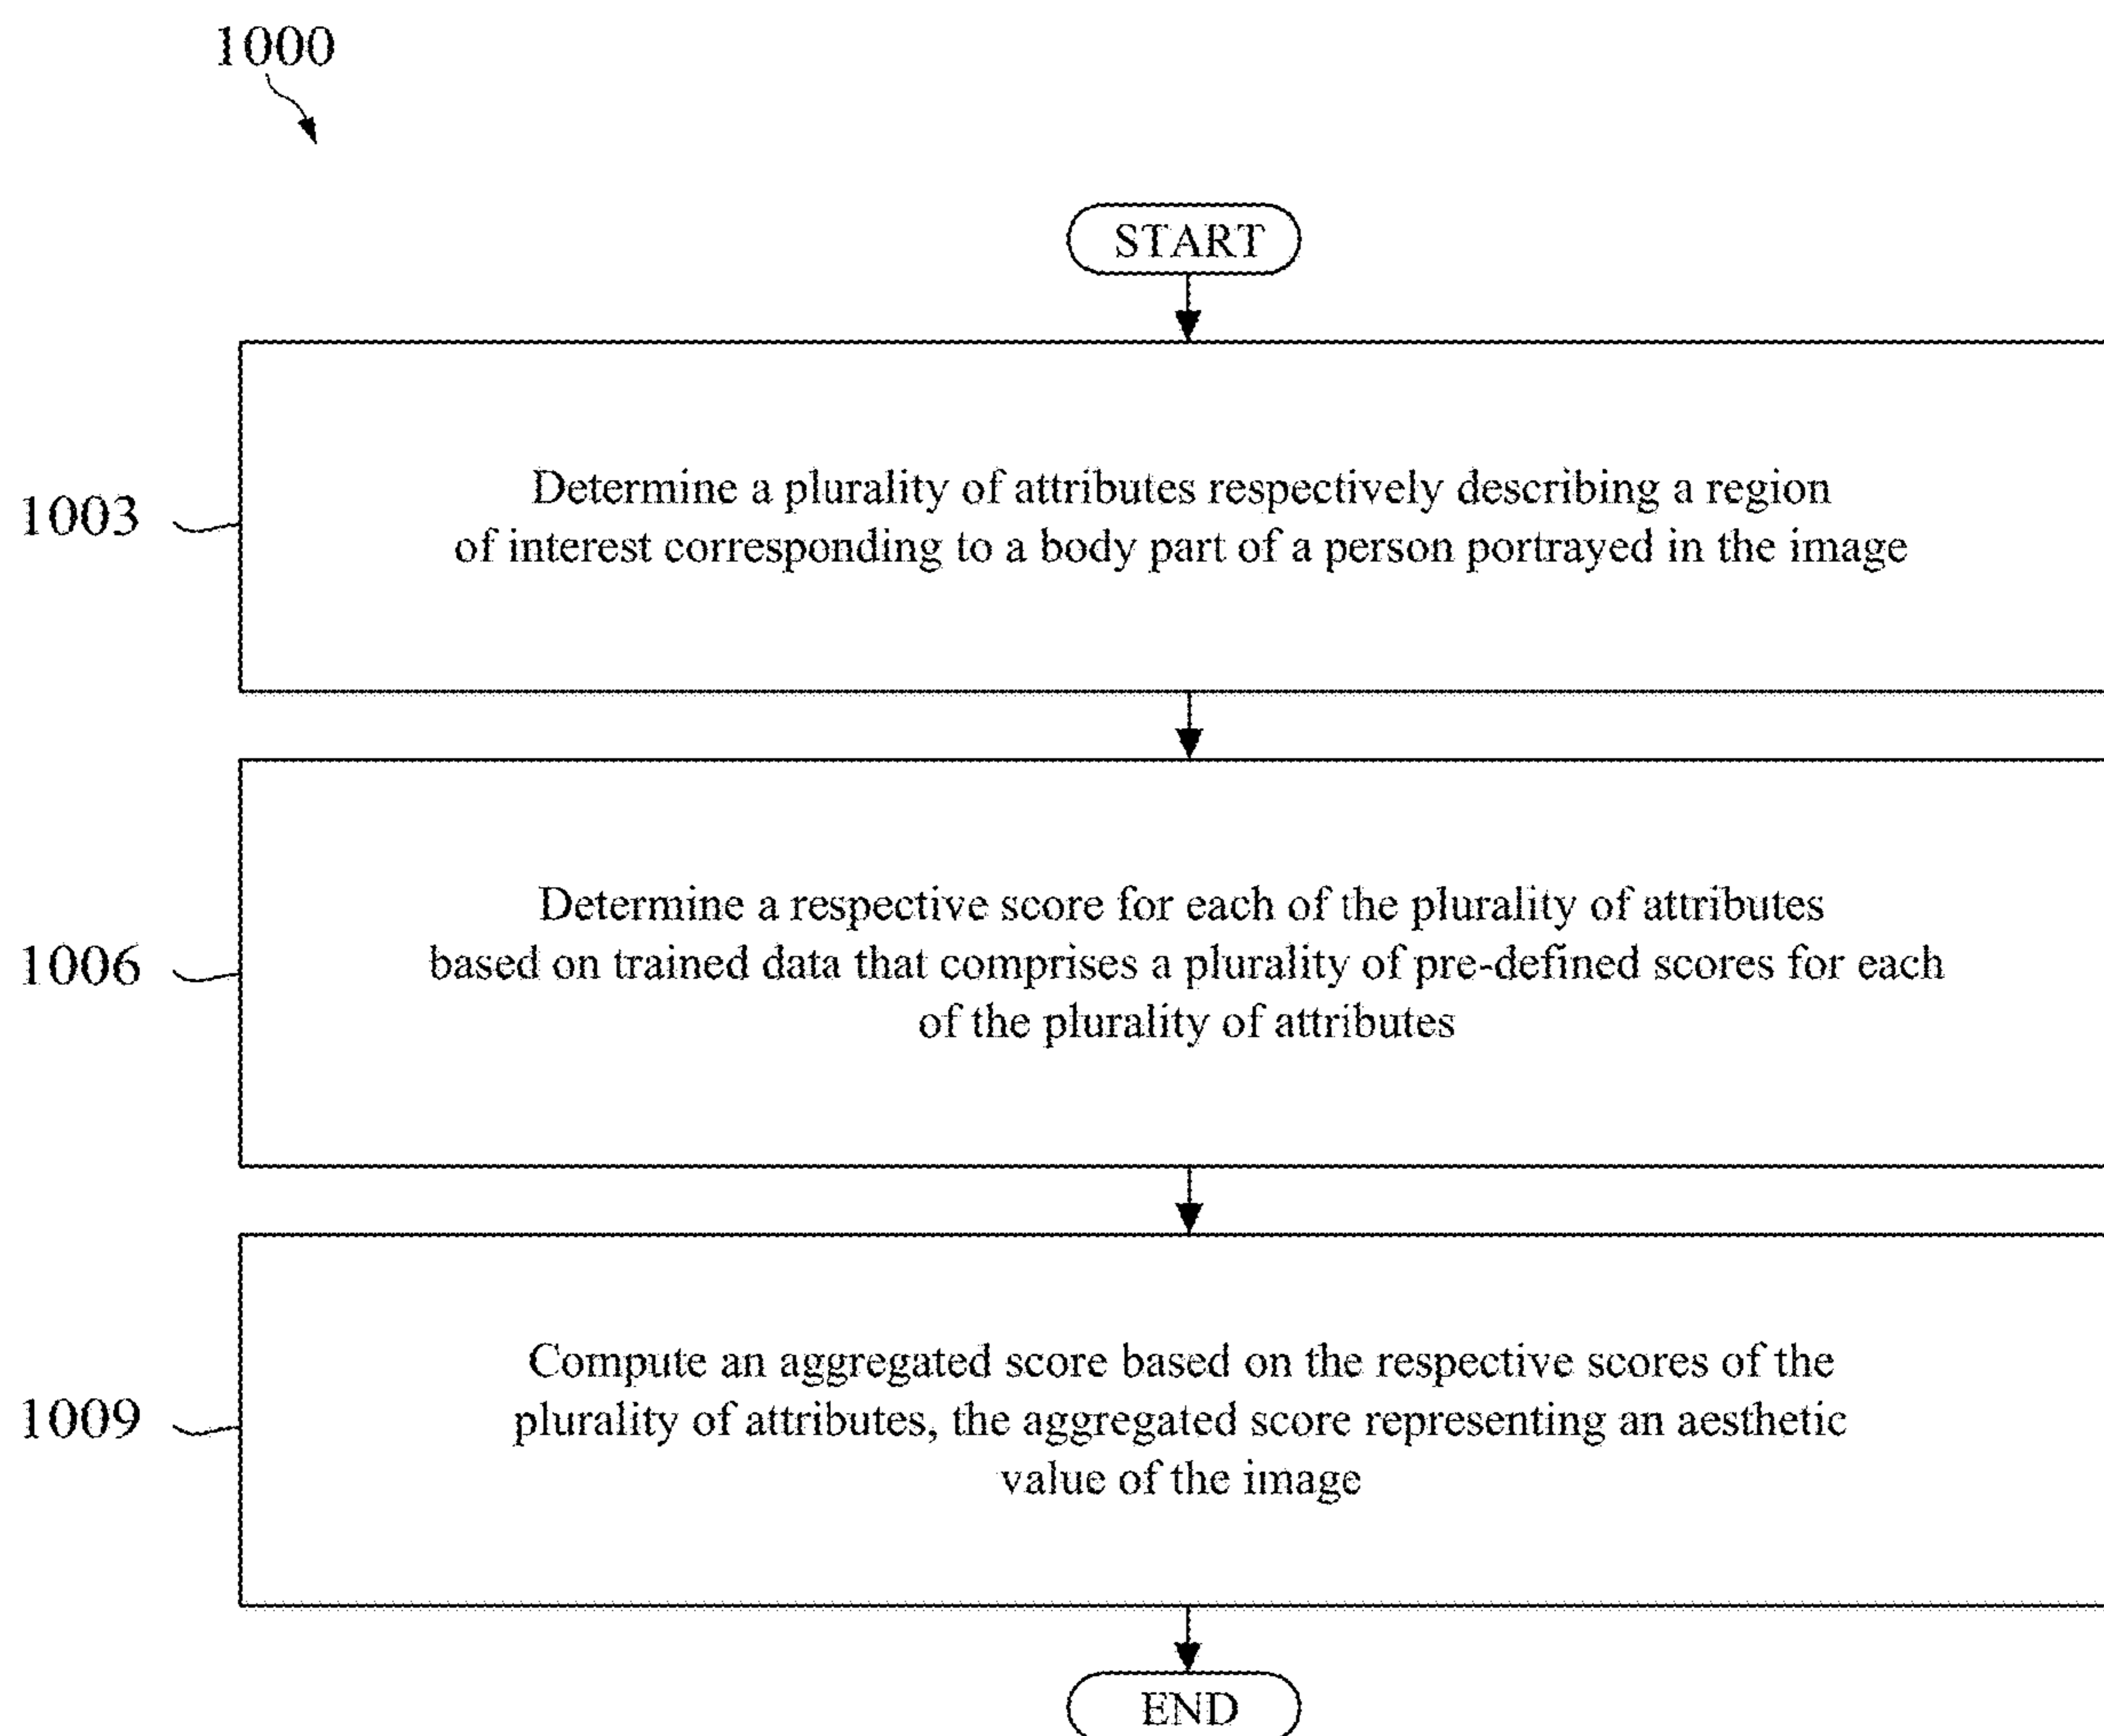 1000
START
1003
Determine a plurality of attributes respectively describing a region
of interest corresponding to a body part of a person portrayed in the image
1006
Determine a respective score for each of the plurality of attributes
based on trained data that comprises a plurality of pre-defined scores for each
of the plurality of attributes
1009
Compute an aggregated score based on the respective scores of the
plurality of attributes, the aggregated score representing an aesthetic
value of the image
END